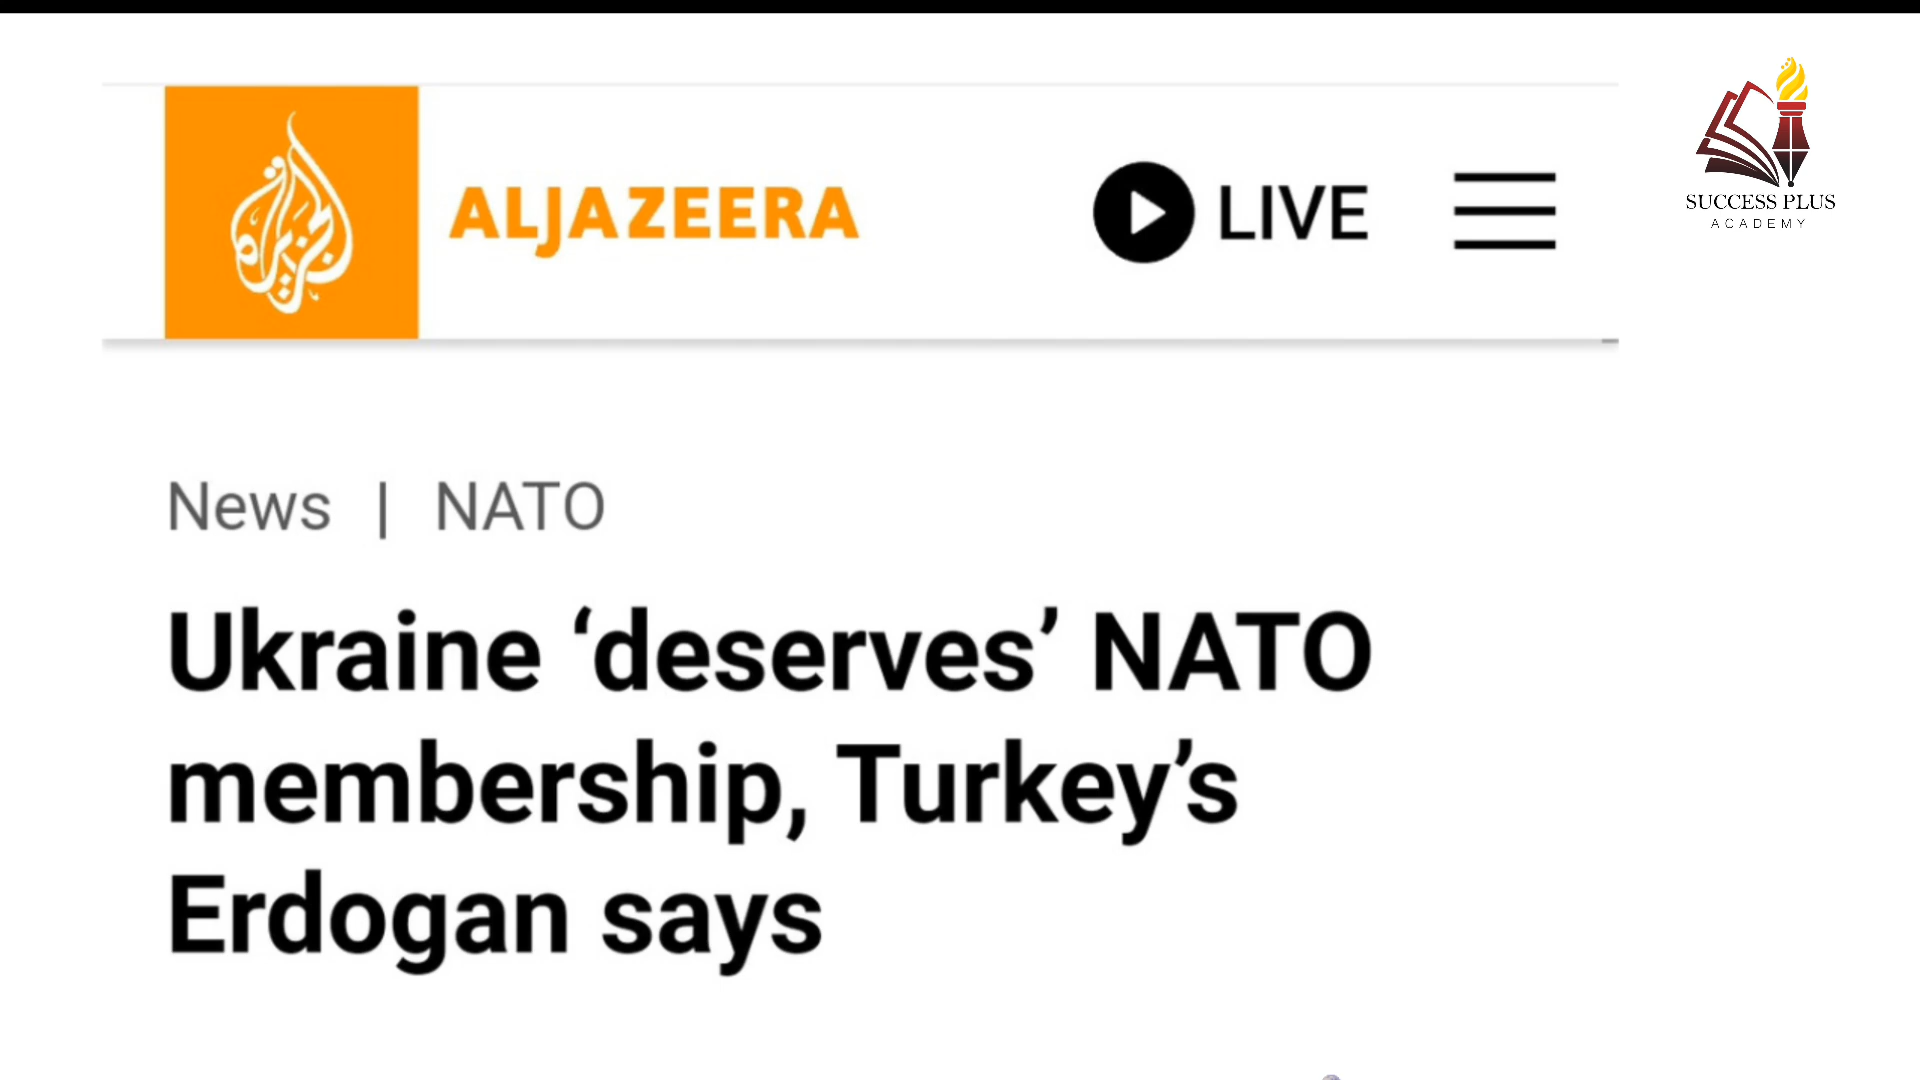 ALJAZEERA
LIVE
SUCCESS PLUS
ACADEMY
News | NATO
Ukraine ‘deserves’ NATO
membership, Turkey’s
Erdogan says